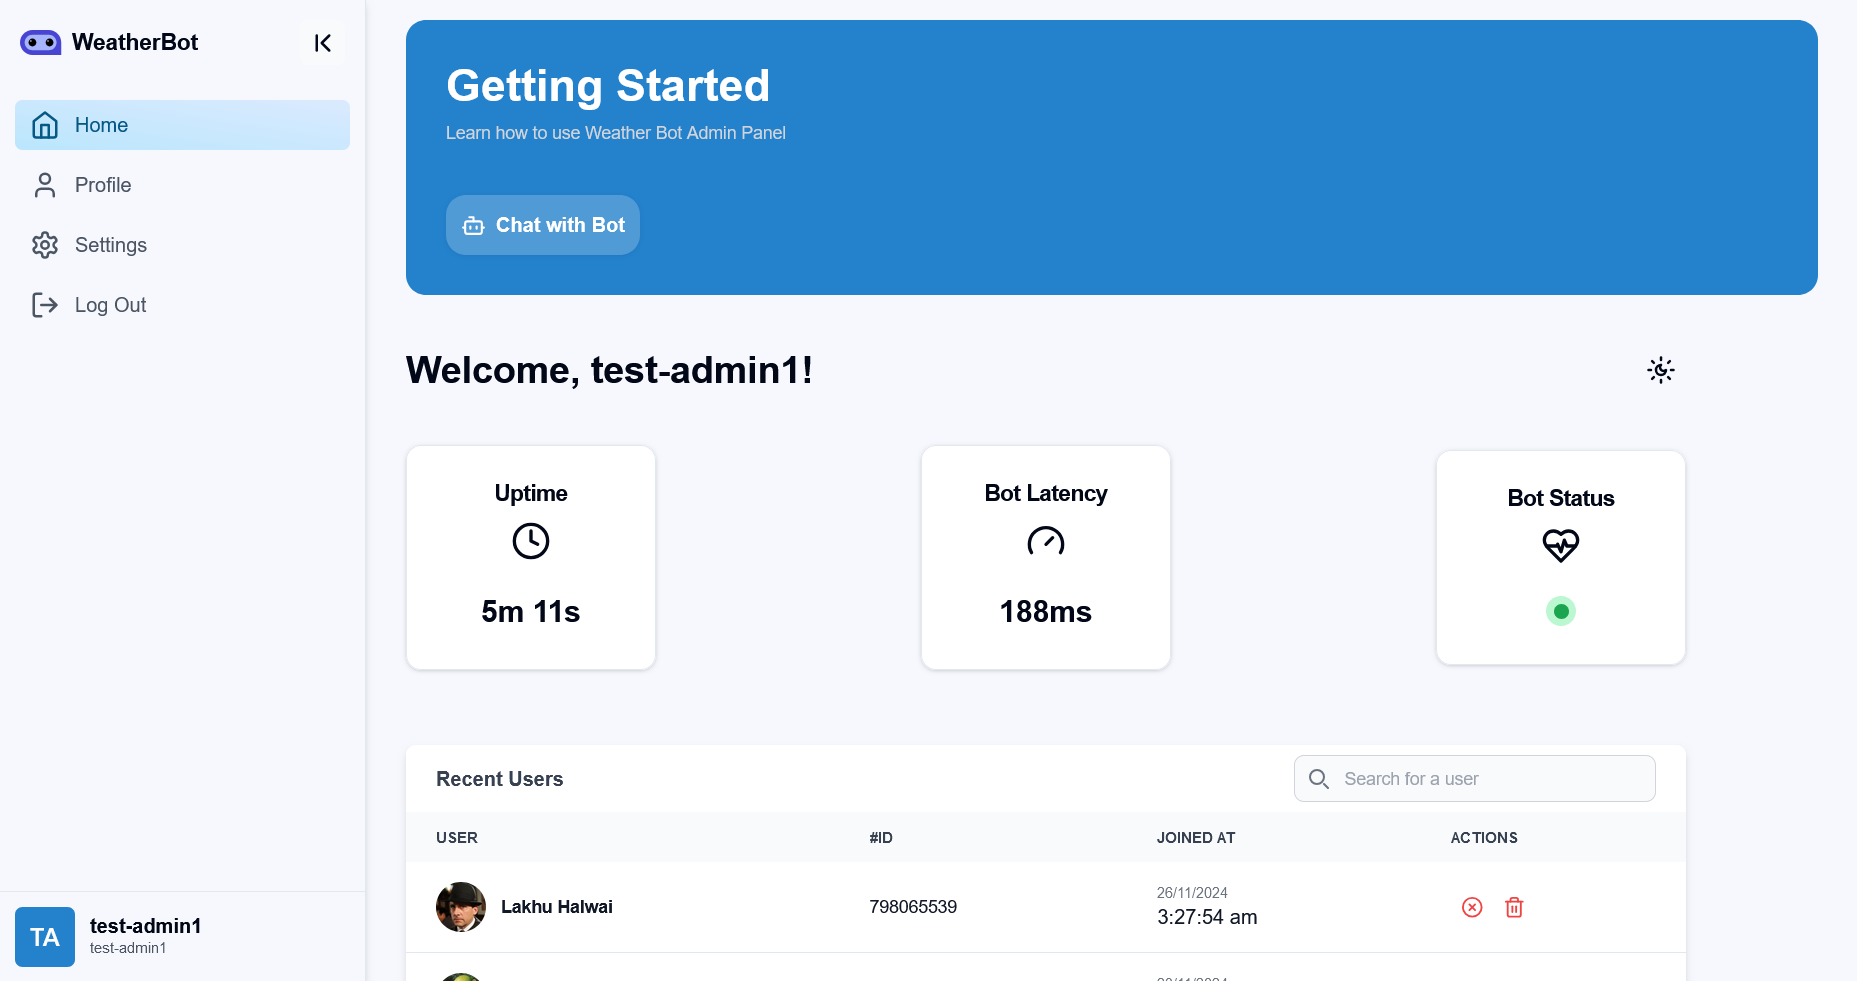 WeatherBot
Home
Profile
Settings
Log Out
TA
test-admin1
test-admin1
Getting Started
Learn how to use Weather Bot Admin Panel
Chat with Bot
Welcome, test-admin1!
Uptime
5m 11s
Bot Latency
188ms
Bot Status
Recent Users
Search for a user
USER #ID JOINED AT ACTIONS
Lakhu Halwai 798065539 26/11/2024
3:27:54 am